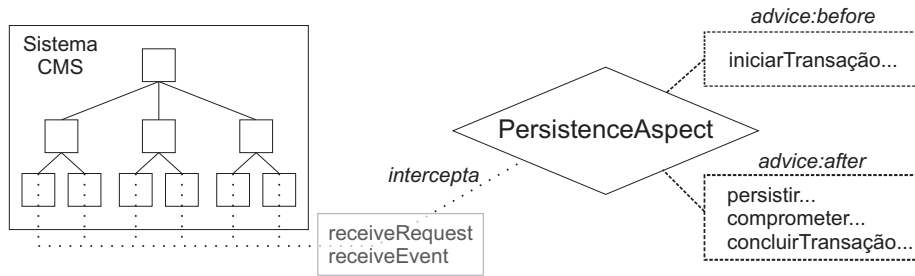 Sistema
CMS
advice:before
iniciarTransação...
PersistenceAspect
intercepta
advice:after
persistir...
comprometer...
concluirTransação...
receiveRequest
receiveEvent